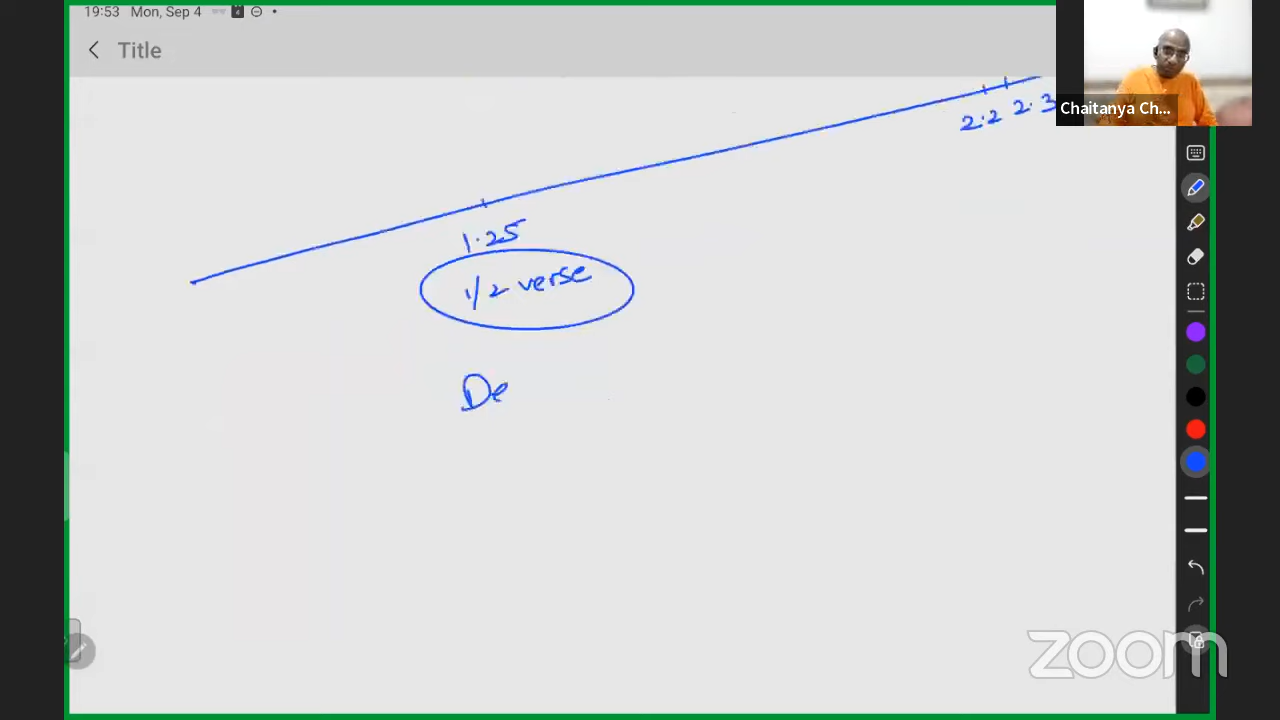 19:53 Mon, Sep 4
Title
Chaitanya Ch...
2.2 2.3
1.25
1/2 verse
De
zoom